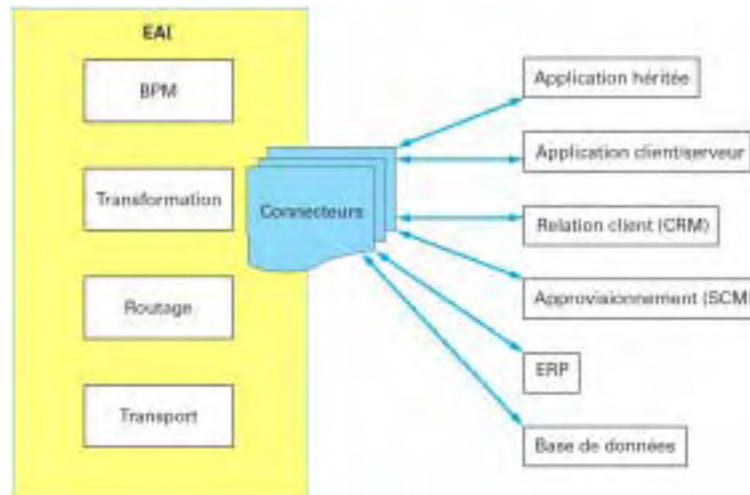 EAI
BPM
Transformation
Routage
Transport
Connecteurs
Application héritée
Application client/serveur
Relation client (CRM)
Approvisionnement (SCM)
ERP
Base de données